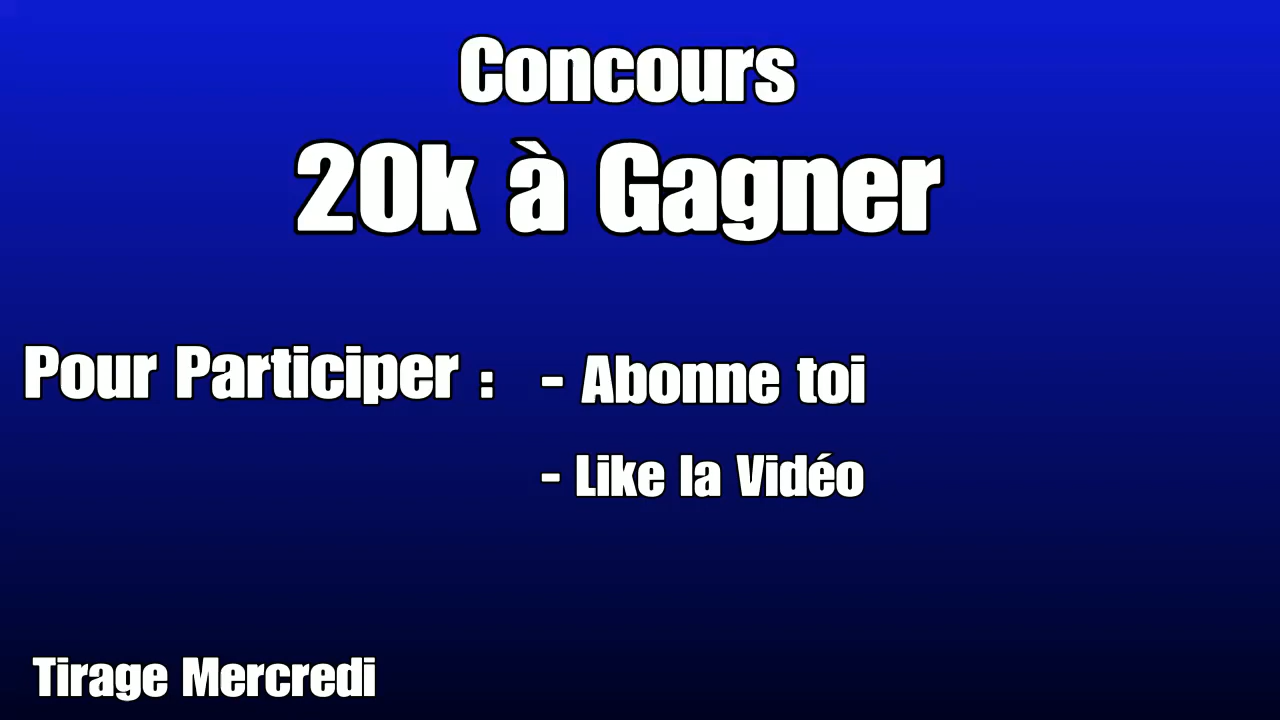 Concours
20k à Gagner
Pour Participer : - Abonne toi
- Like la Vidéo
Tirage Mercredi